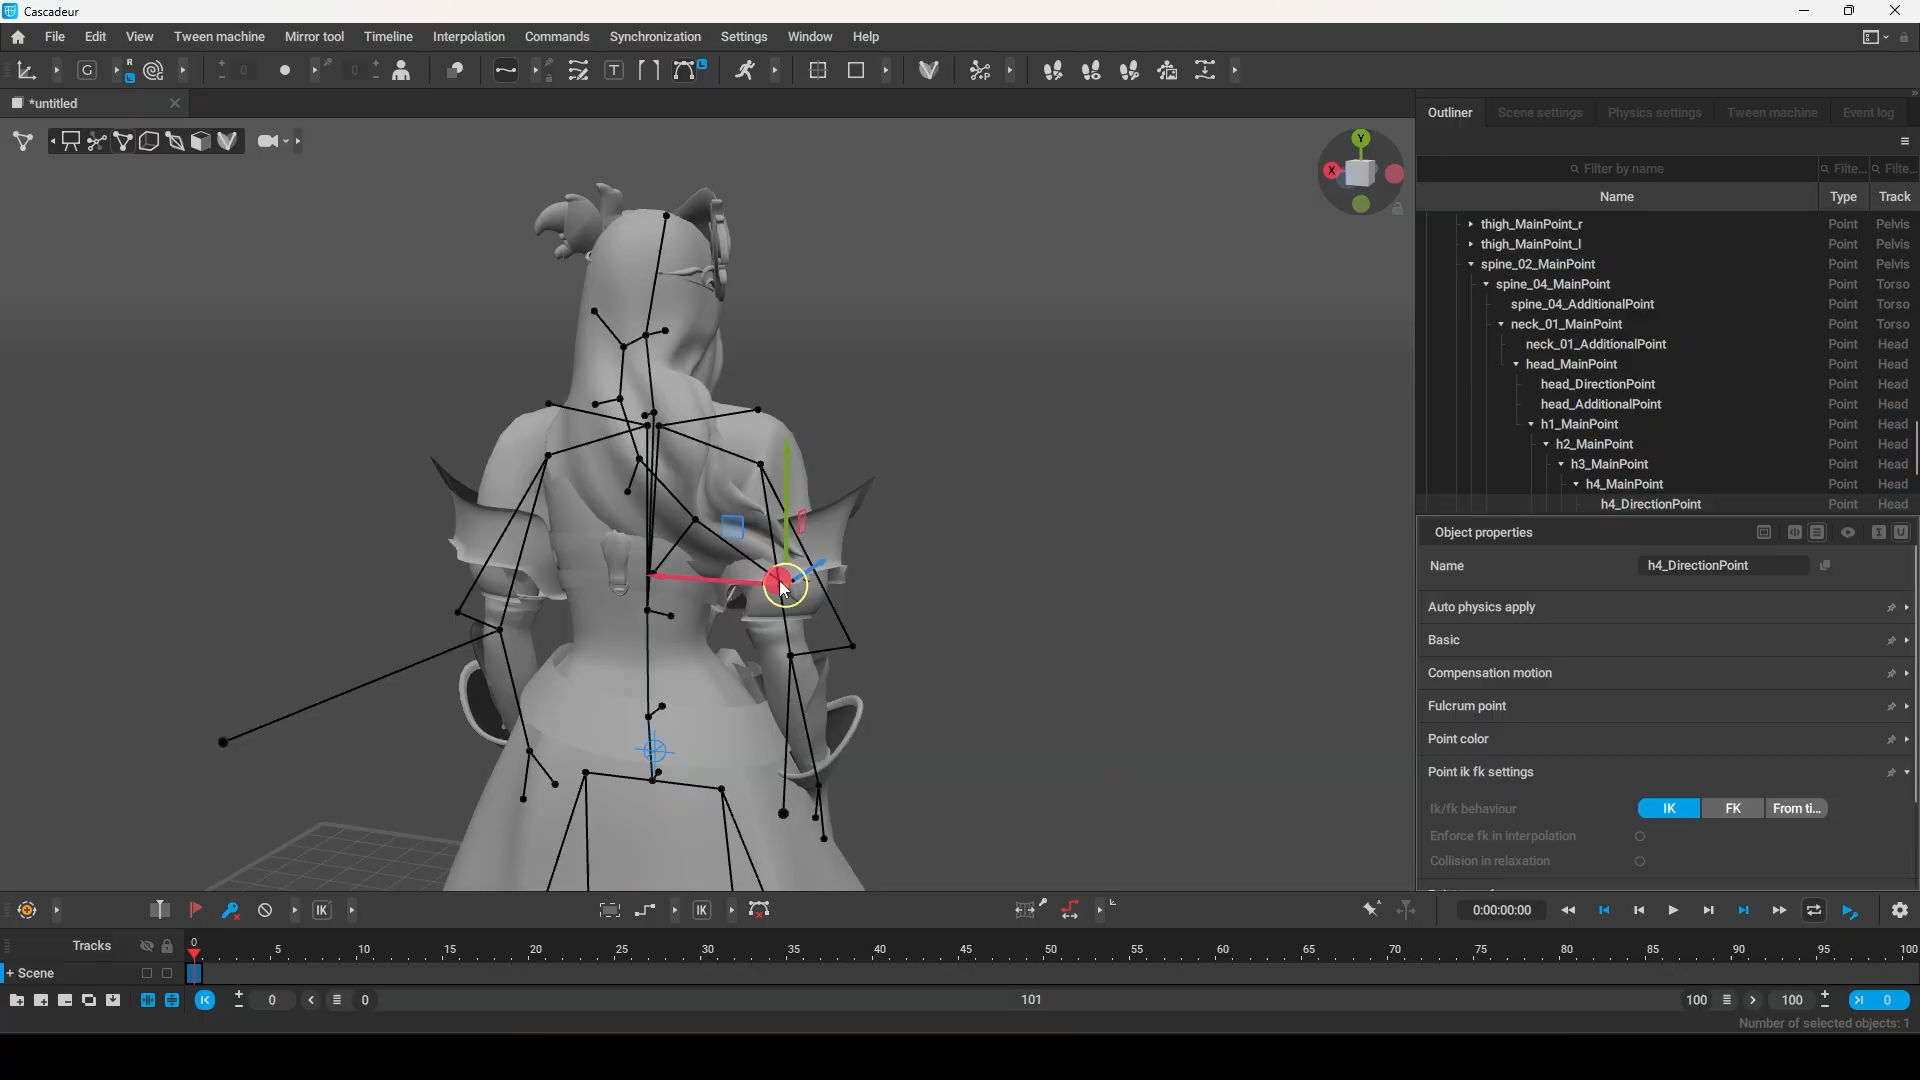 Cascadeur
File Edit View Tween machine Mirror tool Timeline Interpolation Commands Synchronization Settings Window Help
G R L 0 0 T L P
*untitled
Y
X
Outliner Scene settings Physics settings Tween machine Event log
Filter by name Filte... Filte...
Name Type Track
thigh_MainPoint_r Point Pelvis
thigh_MainPoint_l Point Pelvis
spine_02_MainPoint Point Pelvis
spine_04_MainPoint Point Torso
spine_04_AdditionalPoint Point Torso
neck_01_MainPoint Point Torso
neck_01_AdditionalPoint Point Head
head_MainPoint Point Head
head_DirectionPoint Point Head
head_AdditionalPoint Point Head
h1_MainPoint Point Head
h2_MainPoint Point Head
h3_MainPoint Point Head
h4_MainPoint Point Head
h4_DirectionPoint Point Head
Object properties
Name h4_DirectionPoint
Auto physics apply
Basic
Compensation motion
Fulcrum point
Point color
Point ik fk settings
Ik/fk behaviour IK FK From ti...
Enforce fk in interpolation
Collision in relaxation
IK IK 0:00:00:00
Tracks 0 5 10 15 20 25 30 35 40 45 50 55 60 65 70 75 80 85 90 95 100
+ Scene
0 0 101 100 100 0
Number of selected objects: 1